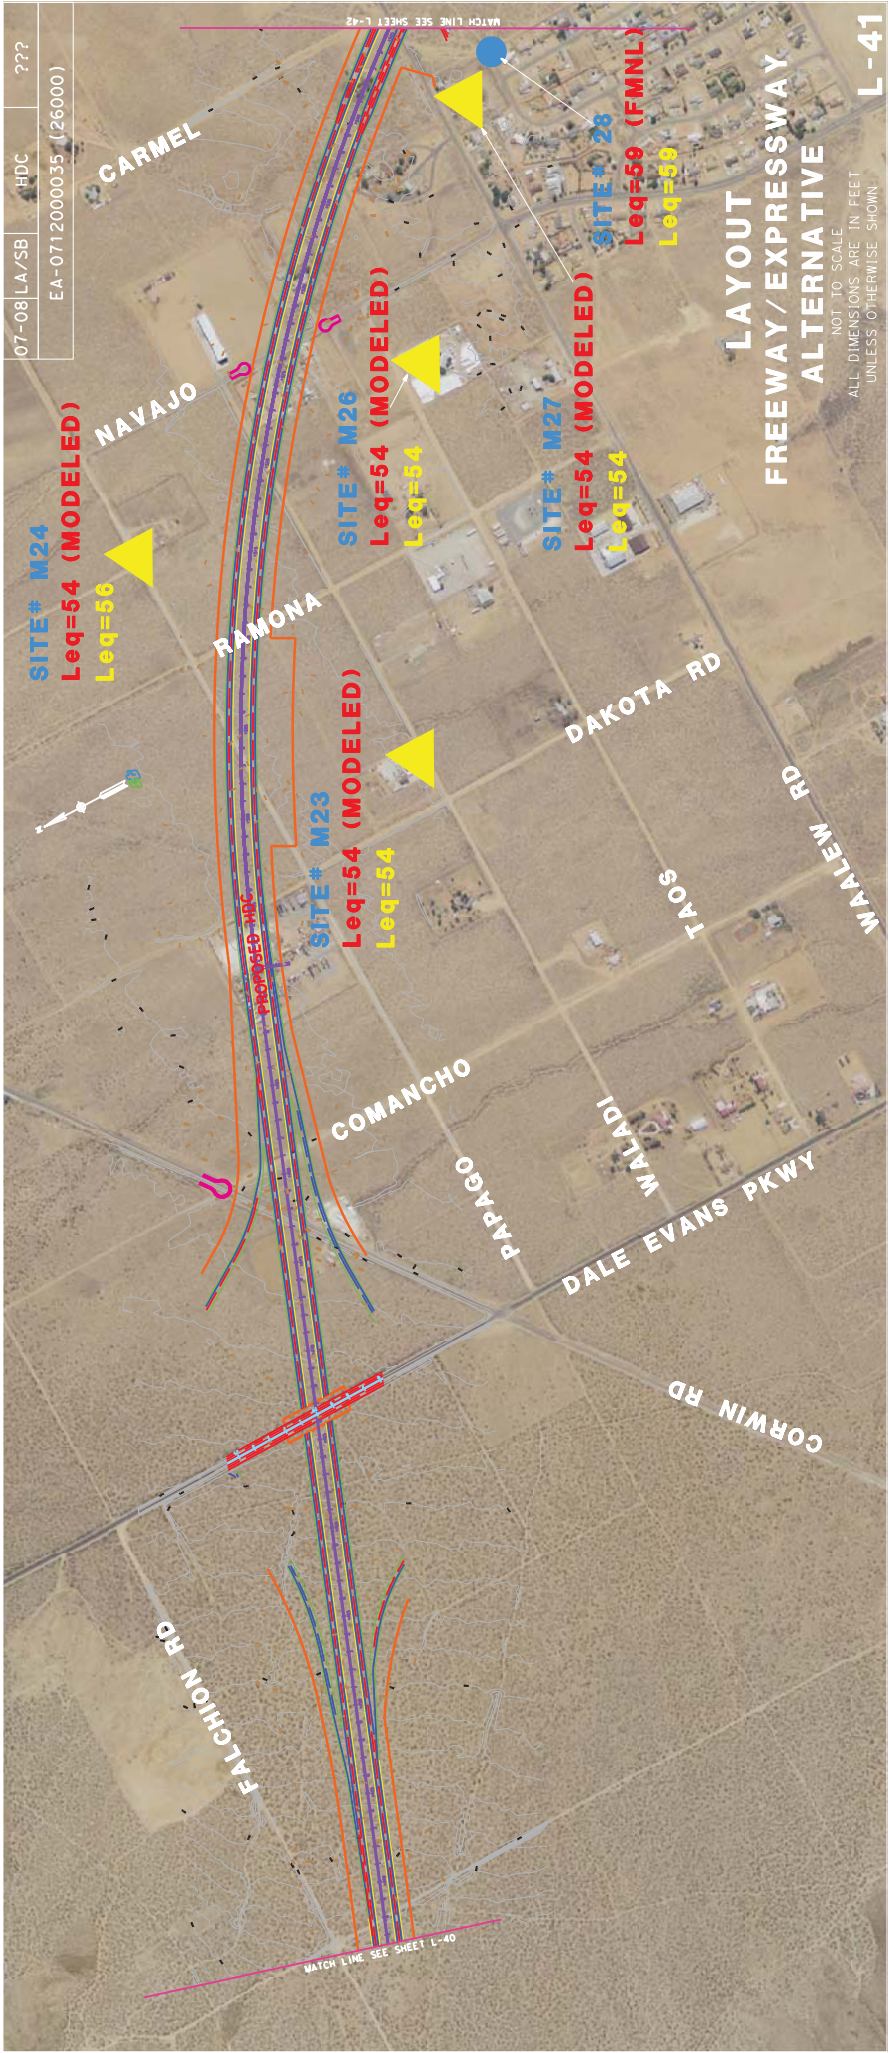 07-08 LA/SB HDC ???
EA-0712000035 (26000)
MATCH LINE SEE SHEET L-42
CARMEL
NAVAJO
SITE# M24
Leq=54 (MODELED)
Leq=56
RAMONA
SITE# M26
Leq=54 (MODELED)
Leq=54
SITE# 28
Leq=59 (FMNL)
Leq=59
SITE# M27
Leq=54 (MODELED)
Leq=54
SITE# M23
Leq=54 (MODELED)
Leq=54
DAKOTA RD
PROPOSED HDC
TAOS
WAALEW RD
COMANCHO
PAPAGO
WALADI
DALE EVANS PKWY
CORWIN RD
FALCHION RD
MATCH LINE SEE SHEET L-40
LAYOUT
FREEWAY/EXPRESSWAY
ALTERNATIVE
NOT TO SCALE
ALL DIMENSIONS ARE IN FEET
UNLESS OTHERWISE SHOWN
L-41